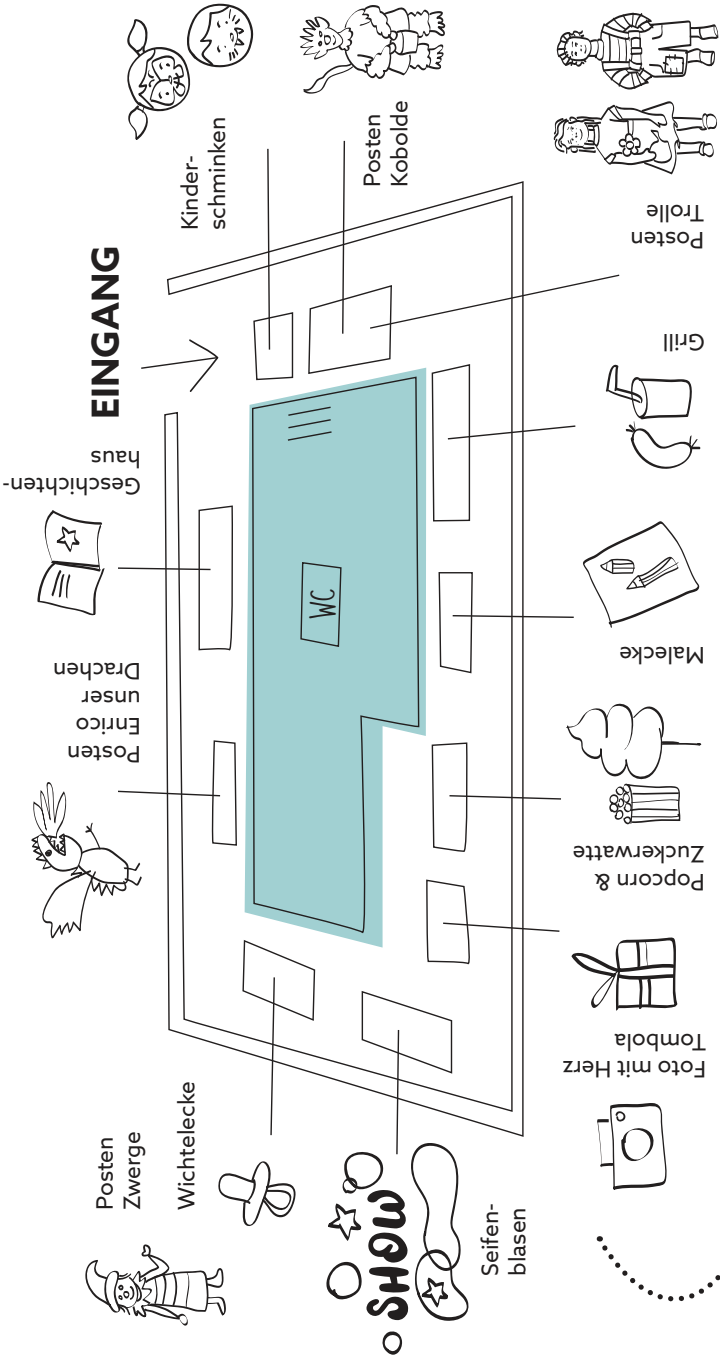 Kinder-
schminken
Posten
Kobolde
Posten
Trolle
EINGANG
Grill
Geschichten-
haus
WC
Malecke
Posten
Enrico
unser
Drachen
Popcorn &
Zuckerwatte
Foto mit Herz
Tombola
Posten
Zwerge
Wichtelecke
SHOW
Seifen-
blasen